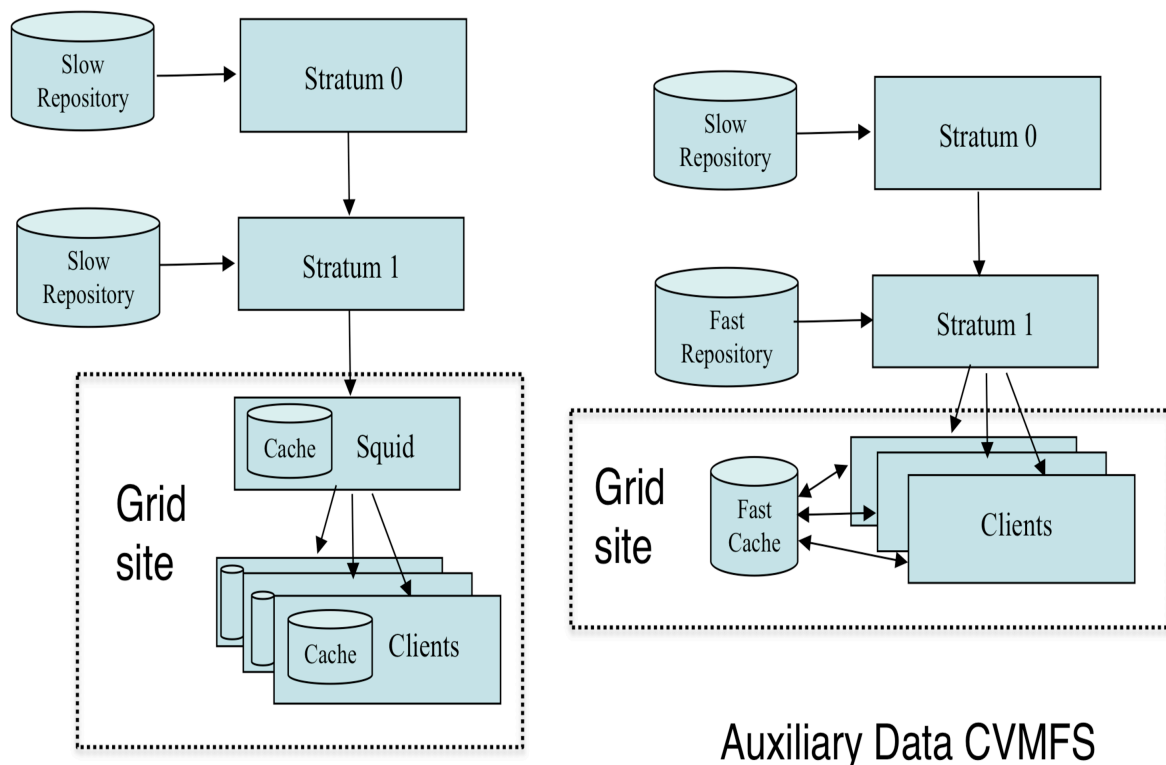 Slow
Repository
Stratum 0
Slow
Repository
Stratum 1
Cache
Squid
Grid
site
Cache
Clients
Slow
Repository
Stratum 0
Fast
Repository
Stratum 1
Grid
site
Fast
Cache
Clients
Auxiliary Data CVMFS